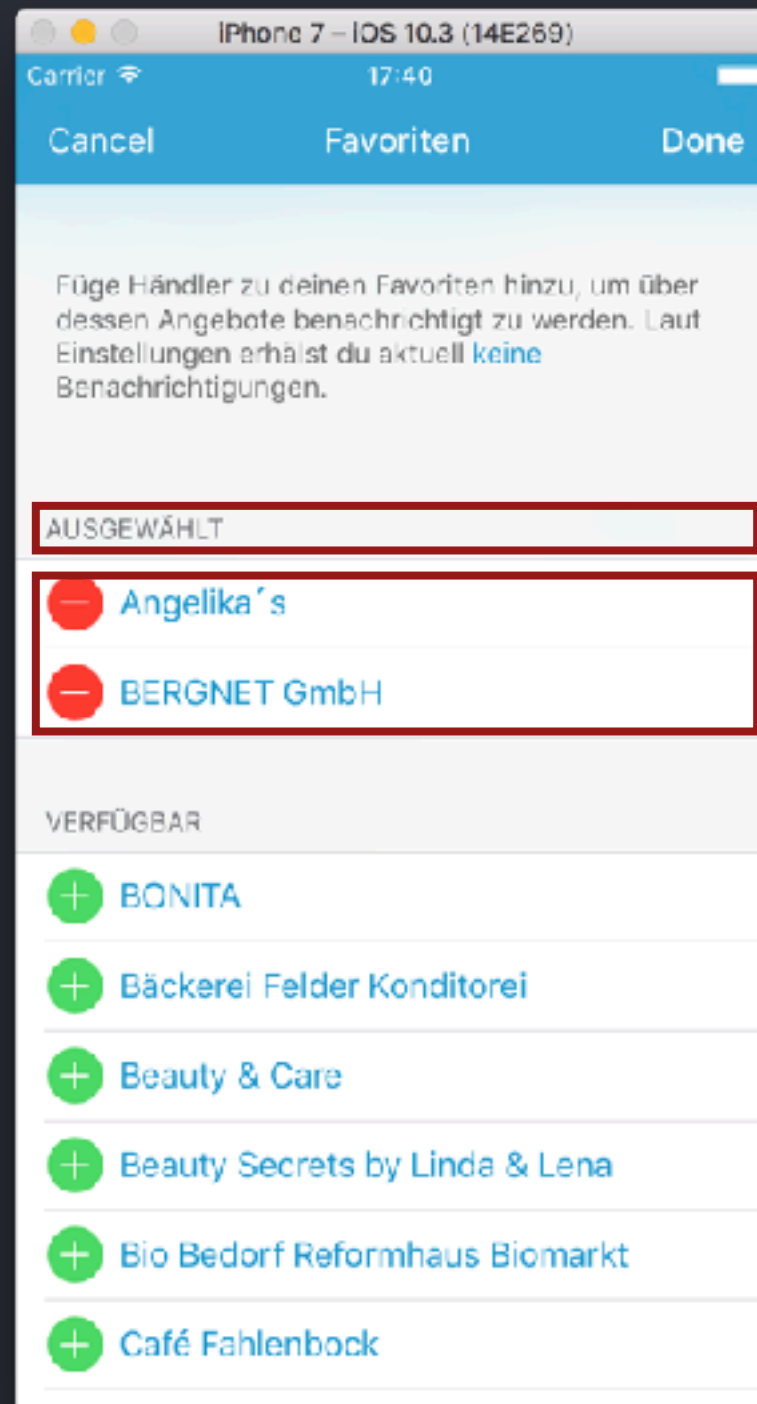 iPhone 7 – iOS 10.3 (14E269)
Carrier 17:40
Cancel Favoriten Done
Füge Händler zu deinen Favoriten hinzu, um über
dessen Angebote benachrichtigt zu werden. Laut
Einstellungen erhälst du aktuell keine
Benachrichtigungen.
AUSGEWÄHLT
Angelika´s
BERGNET GmbH
VERFÜGBAR
BONITA
Bäckerei Felder Konditorei
Beauty & Care
Beauty Secrets by Linda & Lena
Bio Bedorf Reformhaus Biomarkt
Café Fahlenbock